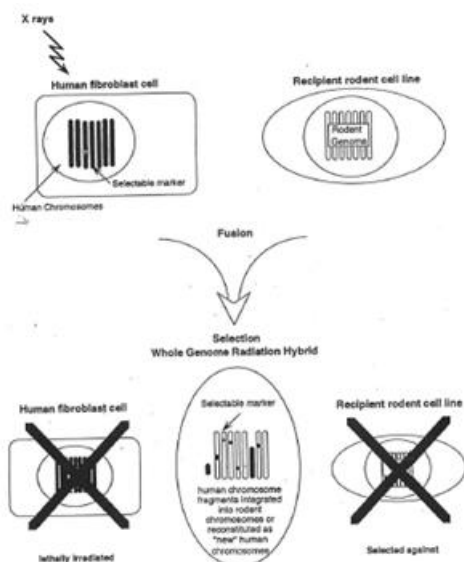 X rays
Human fibroblast cell
Recipient rodent cell line
Rodent
Genome
Selectable marker
Human Chromosomes
Fusion
Selection
Whole Genome Radiation Hybrid
Human fibroblast cell
Recipient rodent cell line
Selectable marker
human chromosome
fragments integrated
into rodent
chromosomes or
reconstituted as
"new" human
chromosomes
lethally irradiated
Selected against